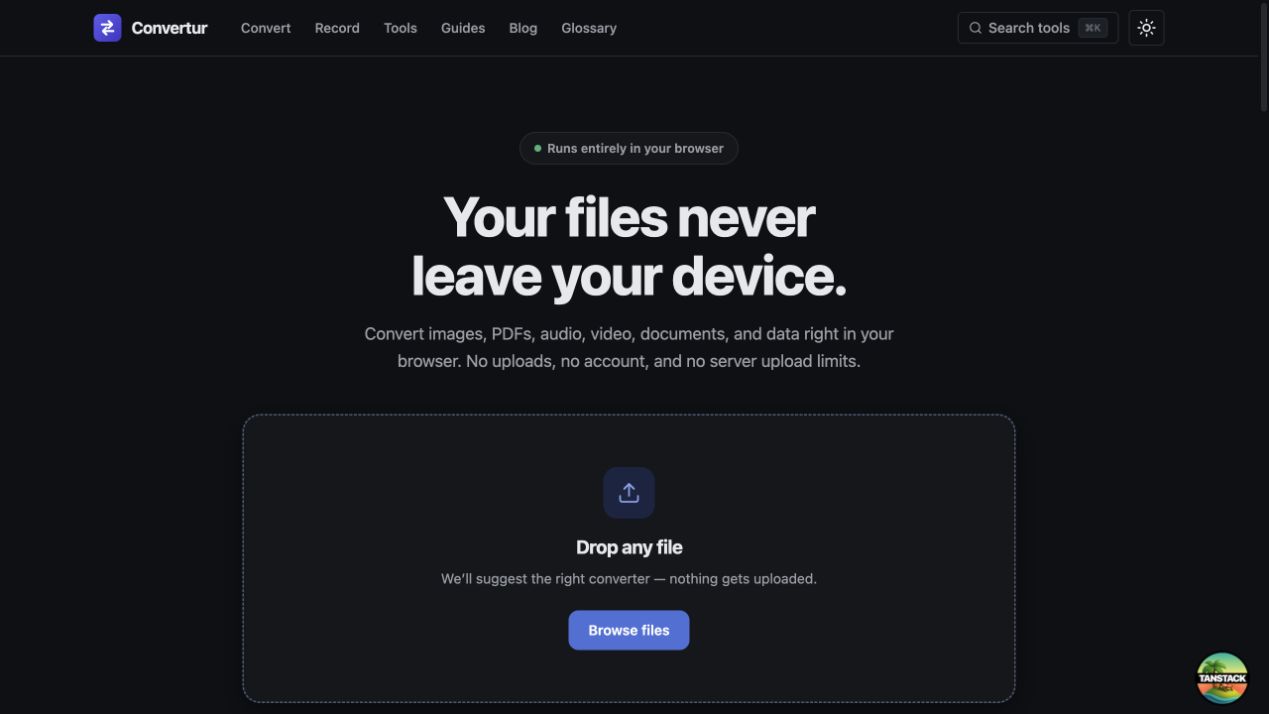 Convertur
Convert
Record
Tools
Guides
Blog
Glossary
Search tools
⌘K
Runs entirely in your browser
Your files never
leave your device.
Convert images, PDFs, audio, video, documents, and data right in your
browser. No uploads, no account, and no server upload limits.
Drop any file
We’ll suggest the right converter — nothing gets uploaded.
Browse files
TANSTACK